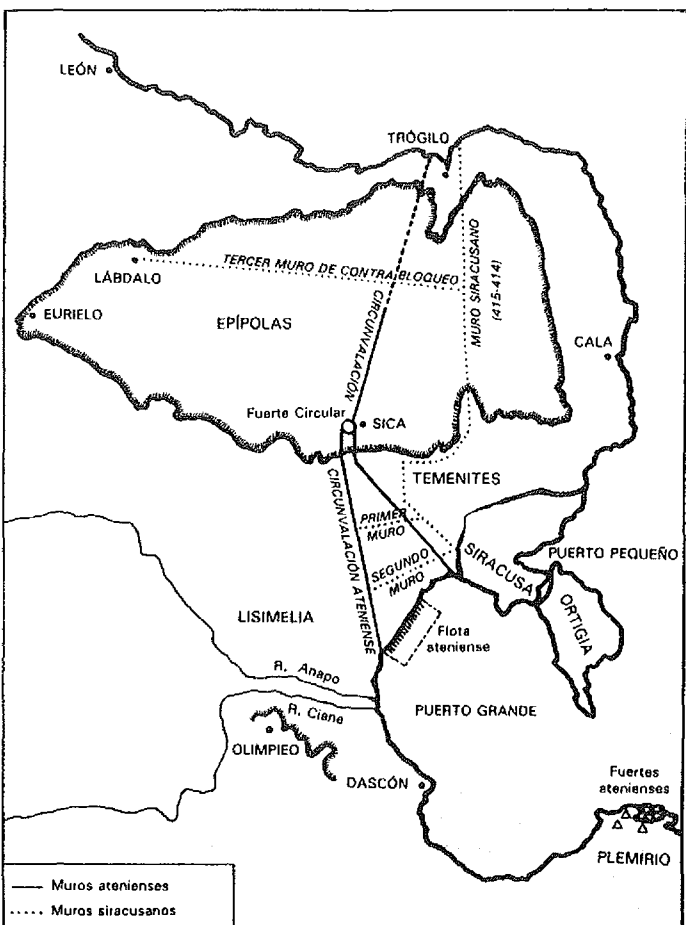 LEÓN
TRÓGILO
TERCER MURO DE CONTRABLOQUEO
LÁBDALO
EURIELO
EPÍPOLAS
CIRCUNVALACIÓN
MURO SIRACUSANO
(415-414)
CALA
Fuerte Circular
SICA
TEMENITES
CIRCUNVALACIÓN ATENIENSE
PRIMER
MURO
SEGUNDO
MURO
SIRACUSA
PUERTO PEQUEÑO
ORTIGIA
LISIMELIA
Flota
ateniense
R. Anapo
R. Ciane
PUERTO GRANDE
OLIMPIEO
DASCÓN
Fuertes
atenienses
PLEMIRIO
Muros atenienses
Muros siracusanos